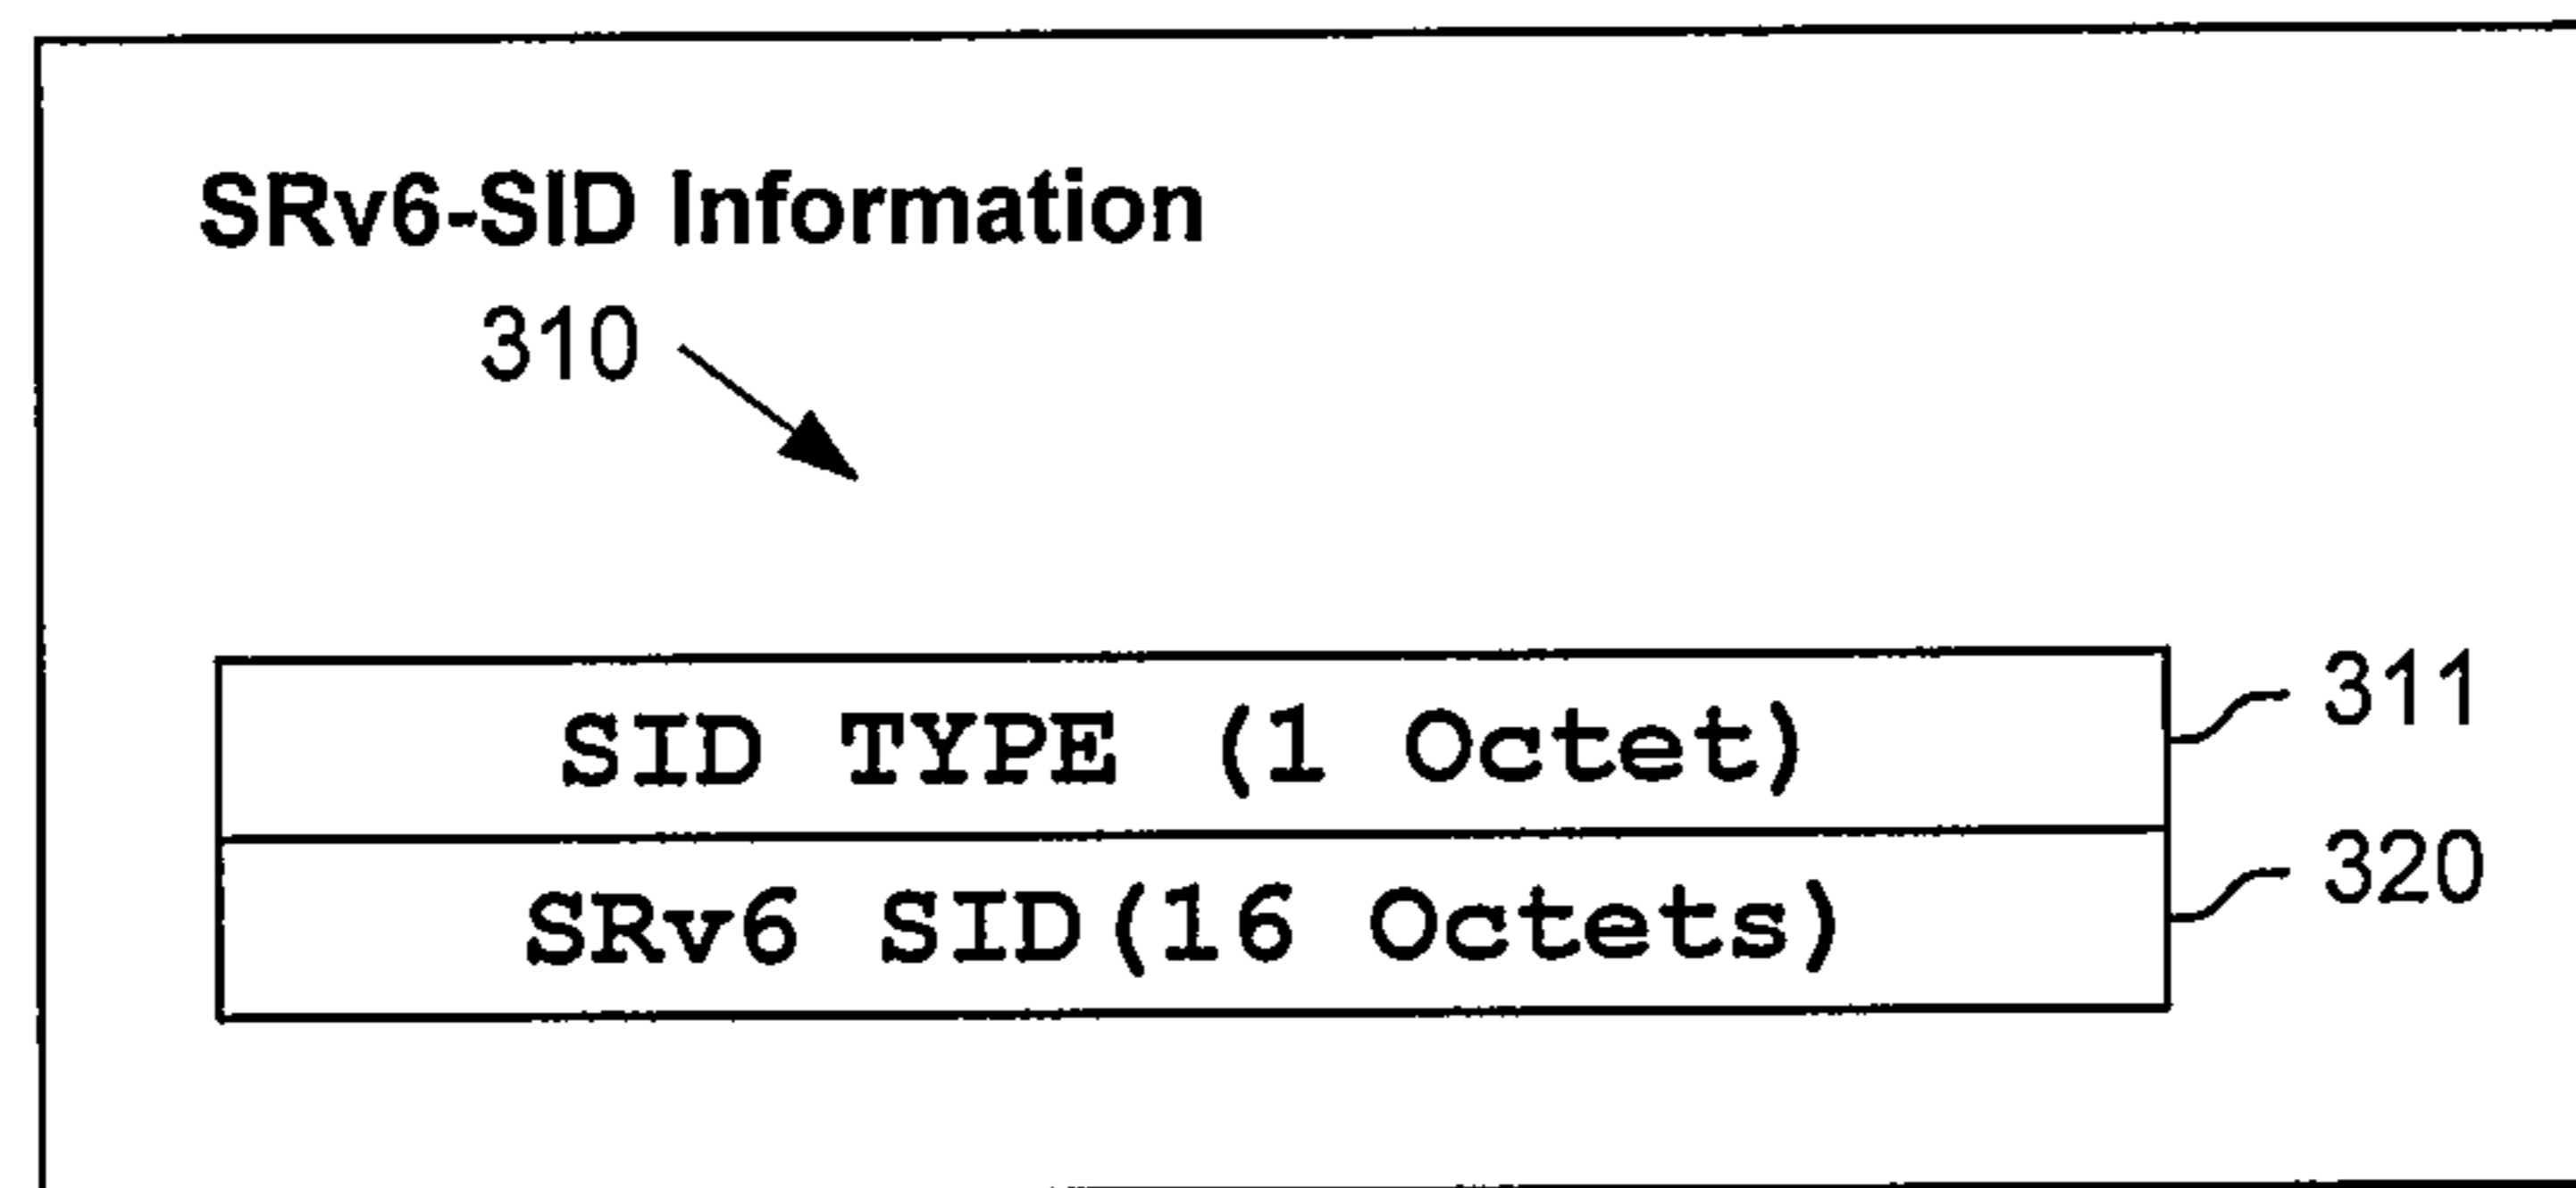 SRv6-SID Information
310
SID TYPE (1 Octet) 311
SRv6 SID(16 Octets) 320